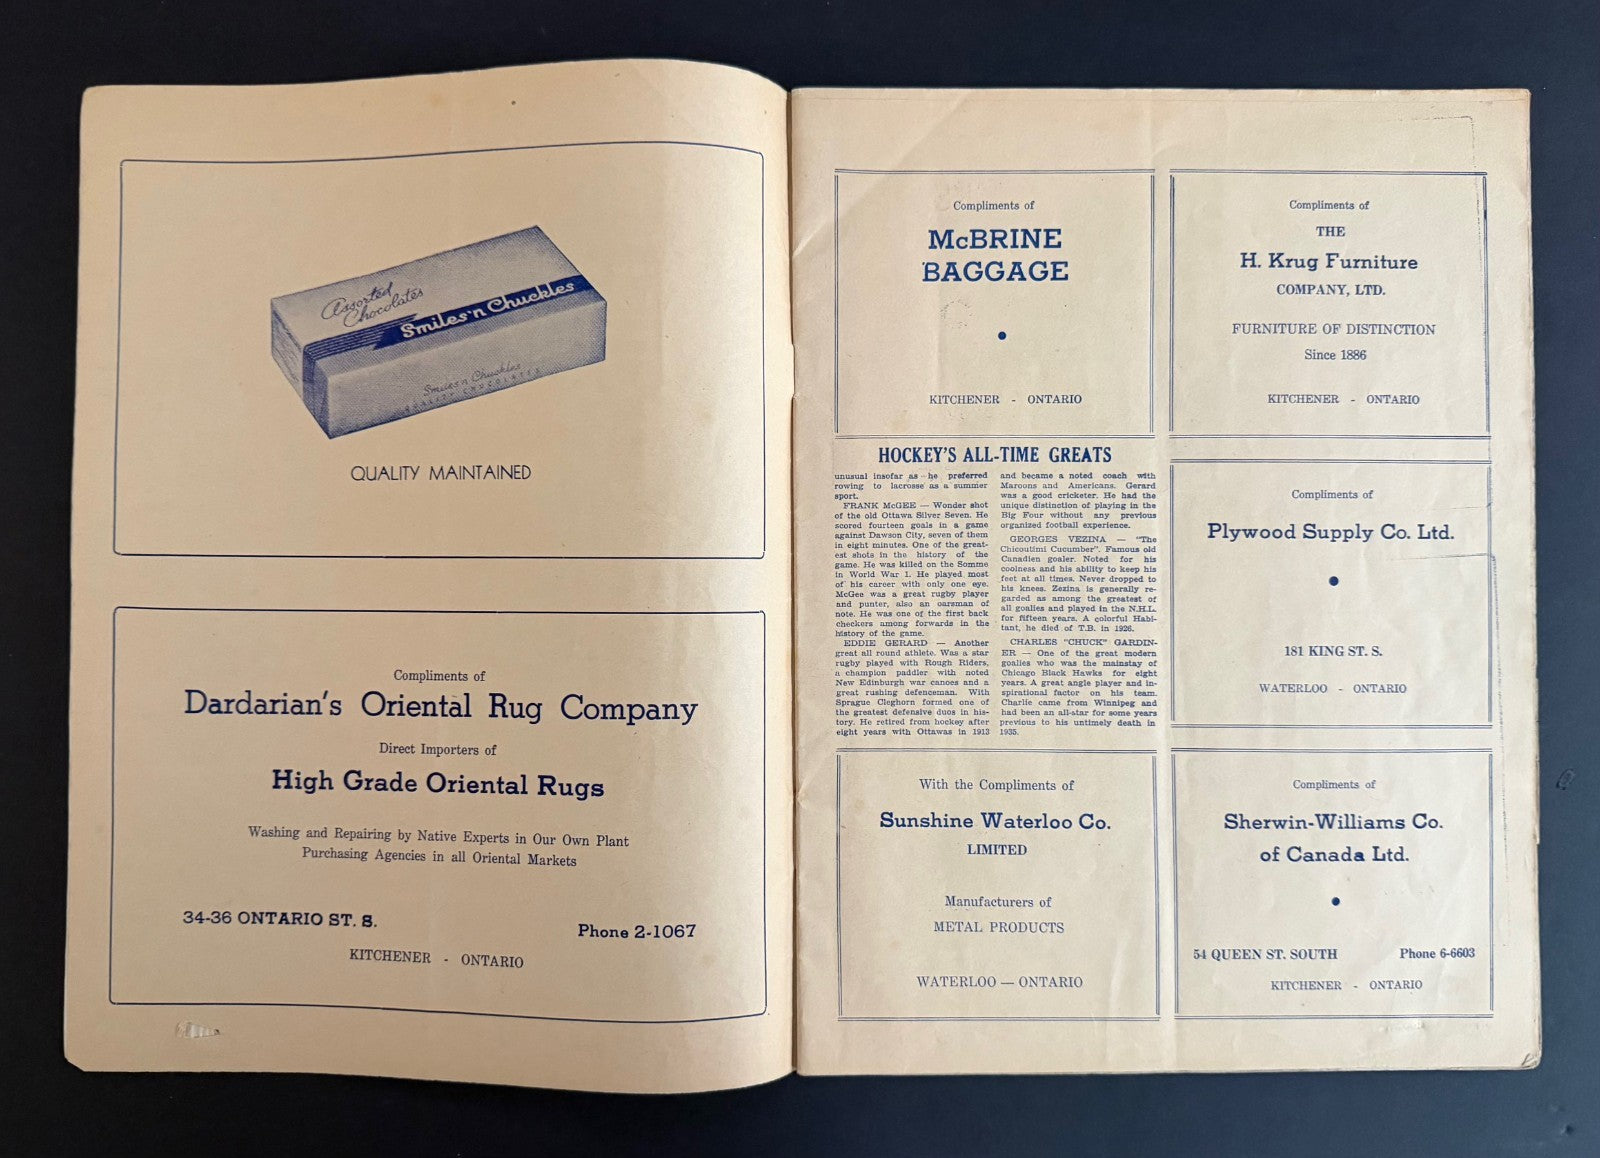 Assorted
Chocolates
Smiles'n Chuckles
Smiles'n Chuckles
QUALITY CHOCOLATES
QUALITY MAINTAINED
Compliments of
Dardarian's Oriental Rug Company
Direct Importers of
High Grade Oriental Rugs
Washing and Repairing by Native Experts in Our Own Plant
Purchasing Agencies in all Oriental Markets
34-36 ONTARIO ST. S.
Phone 2-1067
KITCHENER - ONTARIO
Compliments of
McBRINE
BAGGAGE
KITCHENER - ONTARIO
Compliments of
THE
H. Krug Furniture
COMPANY, LTD.
FURNITURE OF DISTINCTION
Since 1886
KITCHENER - ONTARIO
HOCKEY'S ALL-TIME GREATS
unusual insofar as he preferred
rowing to lacrosse as a summer
sport.
FRANK McGEE — Wonder shot
of the old Ottawa Silver Seven. He
scored fourteen goals in a game
against Dawson City, seven of them
in eight minutes. One of the great-
est shots in the history of the
game. He was killed on the Somme
in World War 1. He played most
of his career with only one eye.
McGee was a great rugby player
and punter, also an oarsman of
note. He was one of the first back
checkers among forwards in the
history of the game.
EDDIE GERARD — Another
great all round athlete. Was a star
rugby played with Rough Riders,
a champion paddler with noted
New Edinburgh war canoes and a
great rushing defenceman. With
Sprague Cleghorn formed one of
the greatest defensive duos in his-
tory. He retired from hockey after
eight years with Ottawas in 1913
and became a noted coach with
Maroons and Americans. Gerard
was a good cricketer. He had the
unique distinction of playing in the
Big Four without any previous
organized football experience.
GEORGES VEZINA — "The
Chicoutimi Cucumber". Famous old
Canadien goaler. Noted for his
coolness and his ability to keep his
feet at all times. Never dropped to
his knees. Zezina is generally re-
garded as among the greatest of
all goalies and played in the N.H.L.
for fifteen years. A colorful Habi-
tant, he died of T.B. in 1926.
CHARLES "CHUCK" GARDIN-
ER — One of the great modern
goalies who was the mainstay of
Chicago Black Hawks for eight
years. A great angle player and in-
spirational factor on his team.
Charlie came from Winnipeg and
had been an all-star for some years
previous to his untimely death in
1935.
Compliments of
Plywood Supply Co. Ltd.
181 KING ST. S.
WATERLOO - ONTARIO
With the Compliments of
Sunshine Waterloo Co.
LIMITED
Manufacturers of
METAL PRODUCTS
WATERLOO — ONTARIO
Compliments of
Sherwin-Williams Co.
of Canada Ltd.
54 QUEEN ST. SOUTH
Phone 6-6603
KITCHENER - ONTARIO